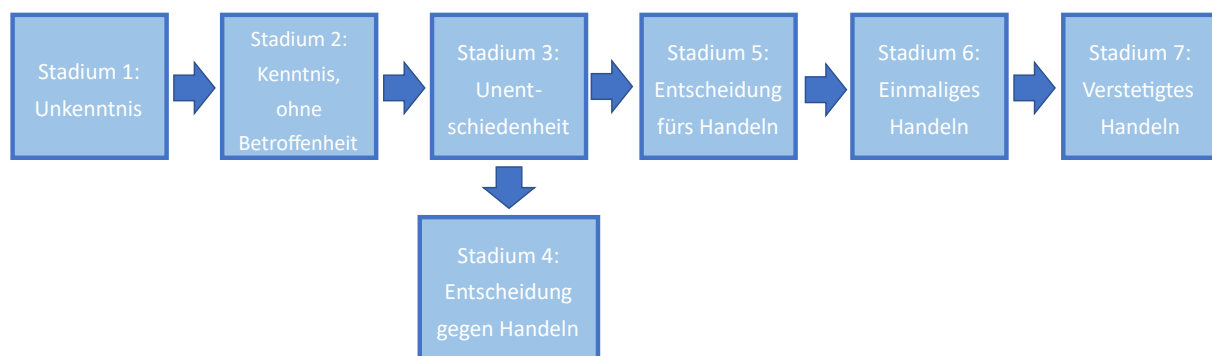 Stadium 1:
Unkenntnis
Stadium 2:
Kenntnis,
ohne
Betroffenheit
Stadium 3:
Unent-
schiedenheit
Stadium 5:
Entscheidung
fürs Handeln
Stadium 6:
Einmaliges
Handeln
Stadium 7:
Verstetigtes
Handeln
Stadium 4:
Entscheidung
gegen Handeln